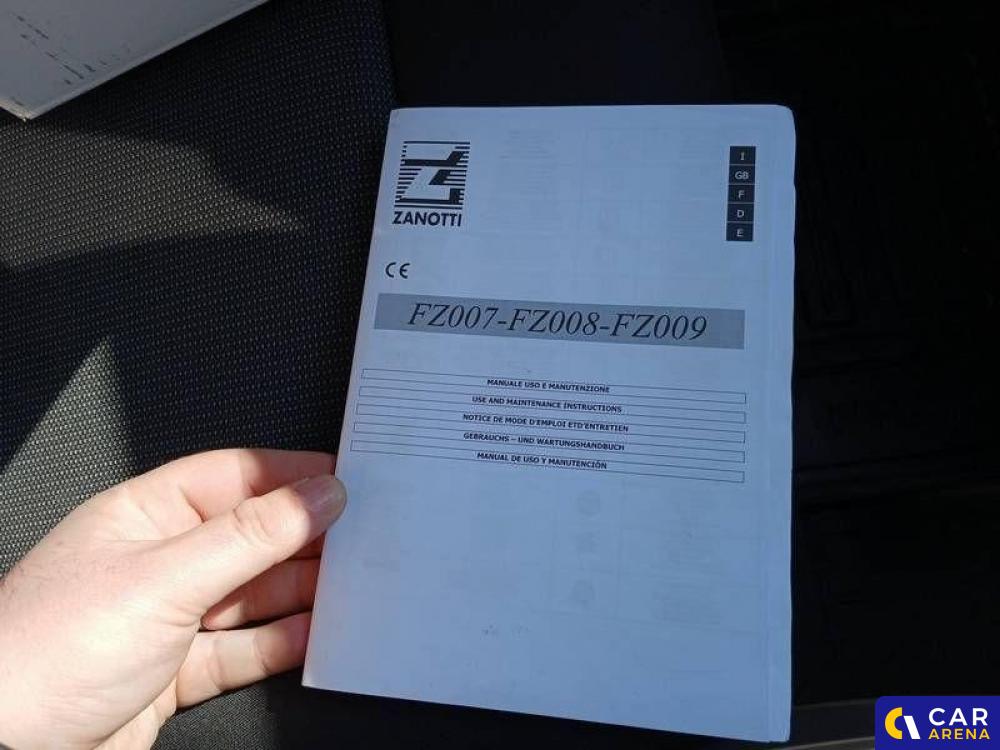 ZANOTTI
I
GB
F
D
E
CE
FZ007-FZ008-FZ009
MANUALE USO E MANUTENZIONE
USE AND MAINTENANCE INSTRUCTIONS
NOTICE DE MODE D'EMPLOI ETD'ENTRETIEN
GEBRAUCHS – UND WARTUNGSHANDBUCH
MANUAL DE USO Y MANUTENCIÓN
CAR
ARENA